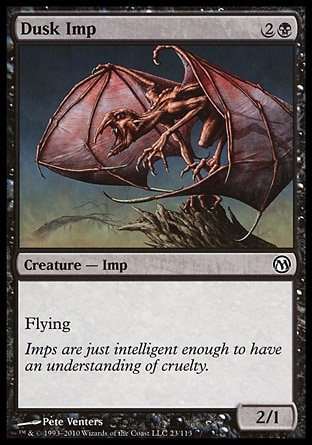 Dusk Imp 2
Creature — Imp
Flying
Imps are just intelligent enough to have
an understanding of cruelty.
Pete Venters
™ & © 1993–2010 Wizards of the Coast LLC 23/113
2/1